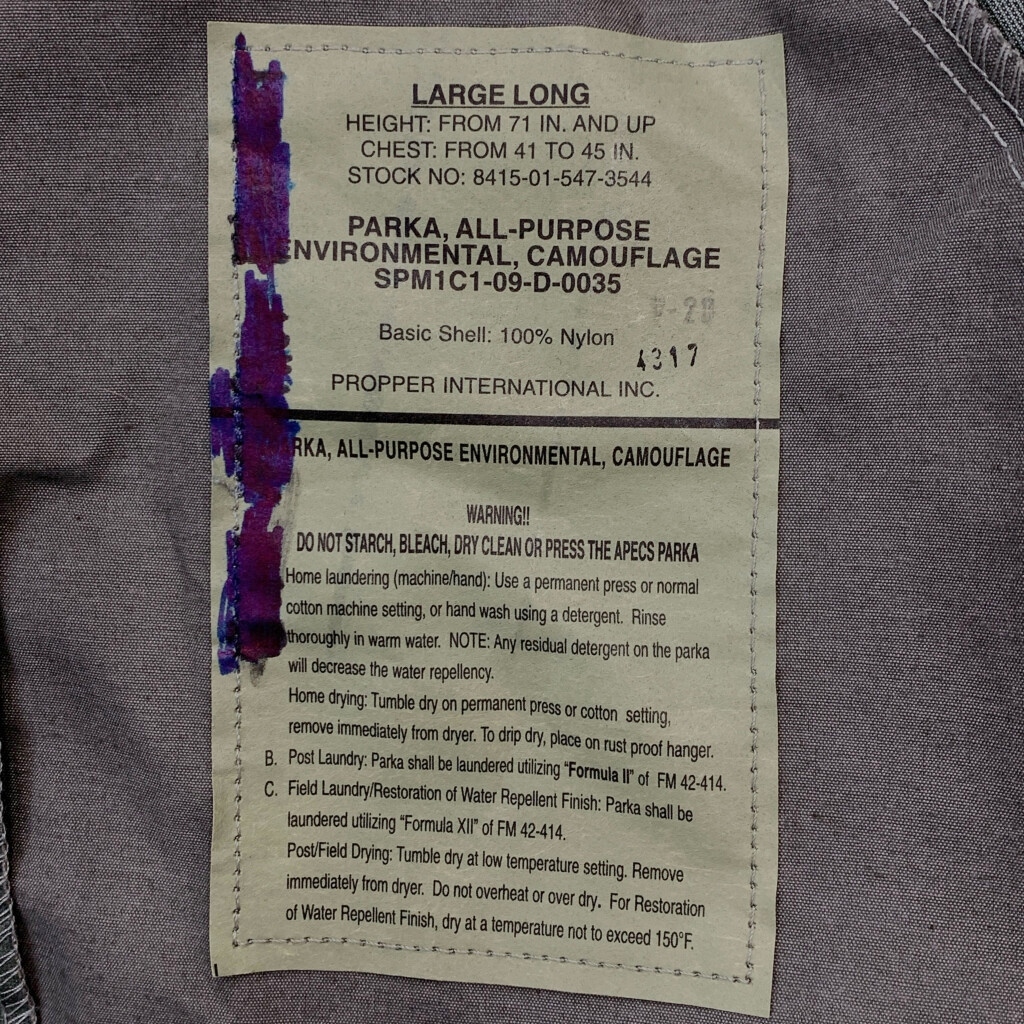 LARGE LONG
HEIGHT: FROM 71 IN. AND UP
CHEST: FROM 41 TO 45 IN.
STOCK NO: 8415-01-547-3544
PARKA, ALL-PURPOSE
ENVIRONMENTAL, CAMOUFLAGE
SPM1C1-09-D-0035
Basic Shell: 100% Nylon
4317
PROPPER INTERNATIONAL INC.
RKA, ALL-PURPOSE ENVIRONMENTAL, CAMOUFLAGE
WARNING!!
DO NOT STARCH, BLEACH, DRY CLEAN OR PRESS THE APECS PARKA
Home laundering (machine/hand): Use a permanent press or normal
cotton machine setting, or hand wash using a detergent. Rinse
thoroughly in warm water. NOTE: Any residual detergent on the parka
will decrease the water repellency.
Home drying: Tumble dry on permanent press or cotton setting,
remove immediately from dryer. To drip dry, place on rust proof hanger.
B. Post Laundry: Parka shall be laundered utilizing "Formula II" of FM 42-414.
C. Field Laundry/Restoration of Water Repellent Finish: Parka shall be
laundered utilizing "Formula XII" of FM 42-414.
Post/Field Drying: Tumble dry at low temperature setting. Remove
immediately from dryer. Do not overheat or over dry. For Restoration
of Water Repellent Finish, dry at a temperature not to exceed 150°F.